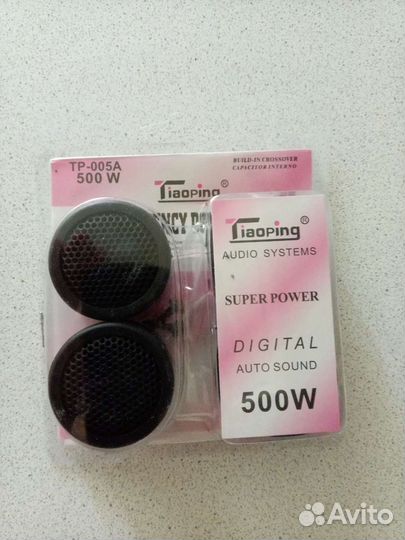 TP-005A
500 W
Tiaoping®
BUILD-IN CROSSOVER
CAPACITOR INTERNO
Tiaoping®
AUDIO SYSTEMS
SUPER POWER
DIGITAL
AUTO SOUND
500W
Avito